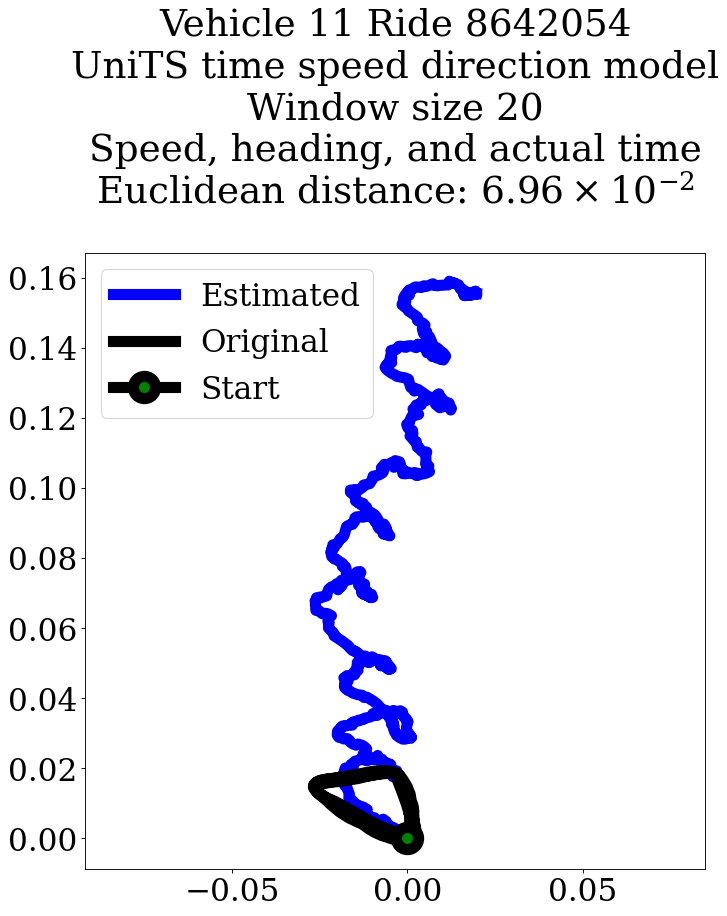 Vehicle 11 Ride 8642054
UniTS time speed direction model
Window size 20
Speed, heading, and actual time
Euclidean distance: 6.96 × 10⁻²
0.16
0.14
0.12
0.10
0.08
0.06
0.04
0.02
0.00
Estimated
Original
Start
−0.05 0.00 0.05